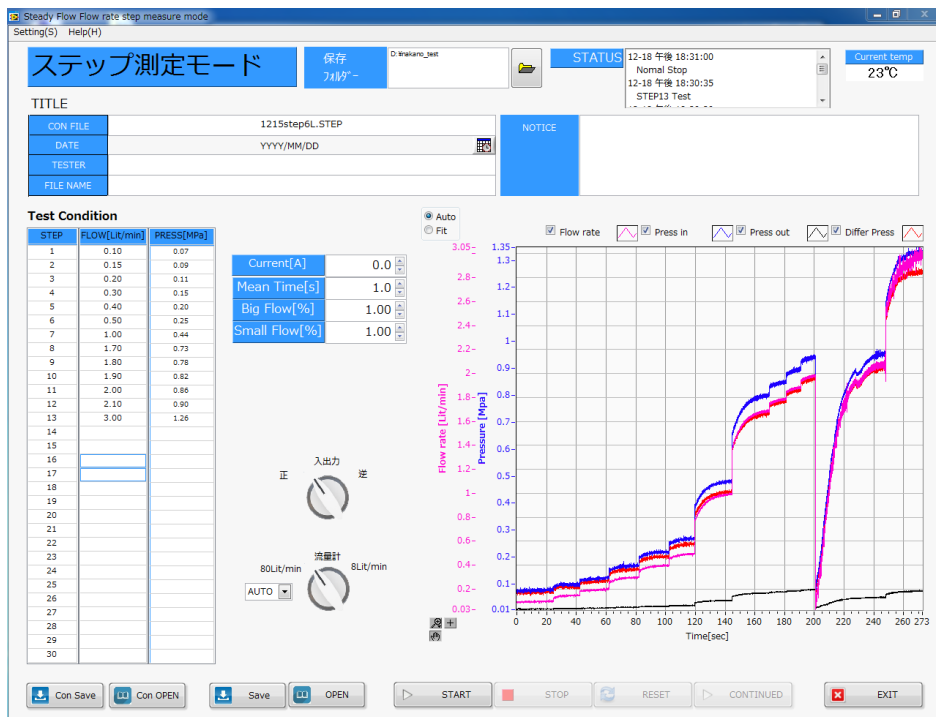 Steady Flow Flow rate step measure mode
Setting(S) Help(H)
ステップ測定モード
保存
フォルダｰ
D:¥nakano_test
STATUS
12-18 午後 18:31:00
Nomal Stop
12-18 午後 18:30:35
STEP13 Test
Current temp
23℃
TITLE
CON FILE 1215step6L.STEP
DATE YYYY/MM/DD
TESTER
FILE NAME
NOTICE
Test Condition
STEP FLOW[Lit/min] PRESS[MPa]
1 0.10 0.07
2 0.15 0.09
3 0.20 0.11
4 0.30 0.15
5 0.40 0.20
6 0.50 0.25
7 1.00 0.44
8 1.70 0.73
9 1.80 0.78
10 1.90 0.82
11 2.00 0.86
12 2.10 0.90
13 3.00 1.26
14
15
16
17
18
19
20
21
22
23
24
25
26
27
28
29
30
Current[A] 0.0
Mean Time[s] 1.0
Big Flow[%] 1.00
Small Flow[%] 1.00
入出力
正 逆
流量計
80Lit/min 8Lit/min
AUTO
Auto
Fit
Flow rate Press in Press out Differ Press
Flow rate [Lit/min]
3.05
2.8
2.6
2.4
2.2
2
1.8
1.6
1.4
1.2
1
0.8
0.6
0.4
0.2
0.03
Pressure [Mpa]
1.35
1.3
1.2
1.1
1
0.9
0.8
0.7
0.6
0.5
0.4
0.3
0.2
0.1
0.01
0 20 40 60 80 100 120 140 160 180 200 220 240 260 273
Time[sec]
Con Save Con OPEN Save OPEN START STOP RESET CONTINUED EXIT